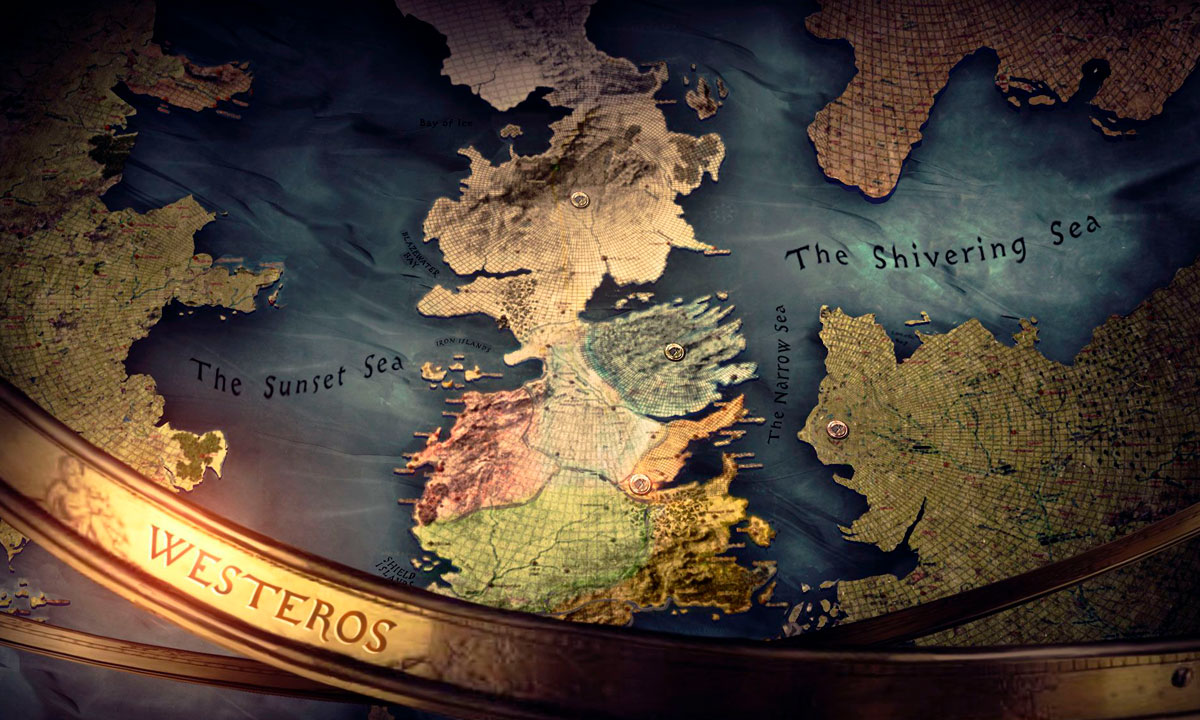 Bay of Ice
BLAZEWATER
BAY
The Shivering Sea
The Narrow Sea
IRON ISLANDS
The Sunset Sea
SHIELD
ISLANDS
WESTEROS